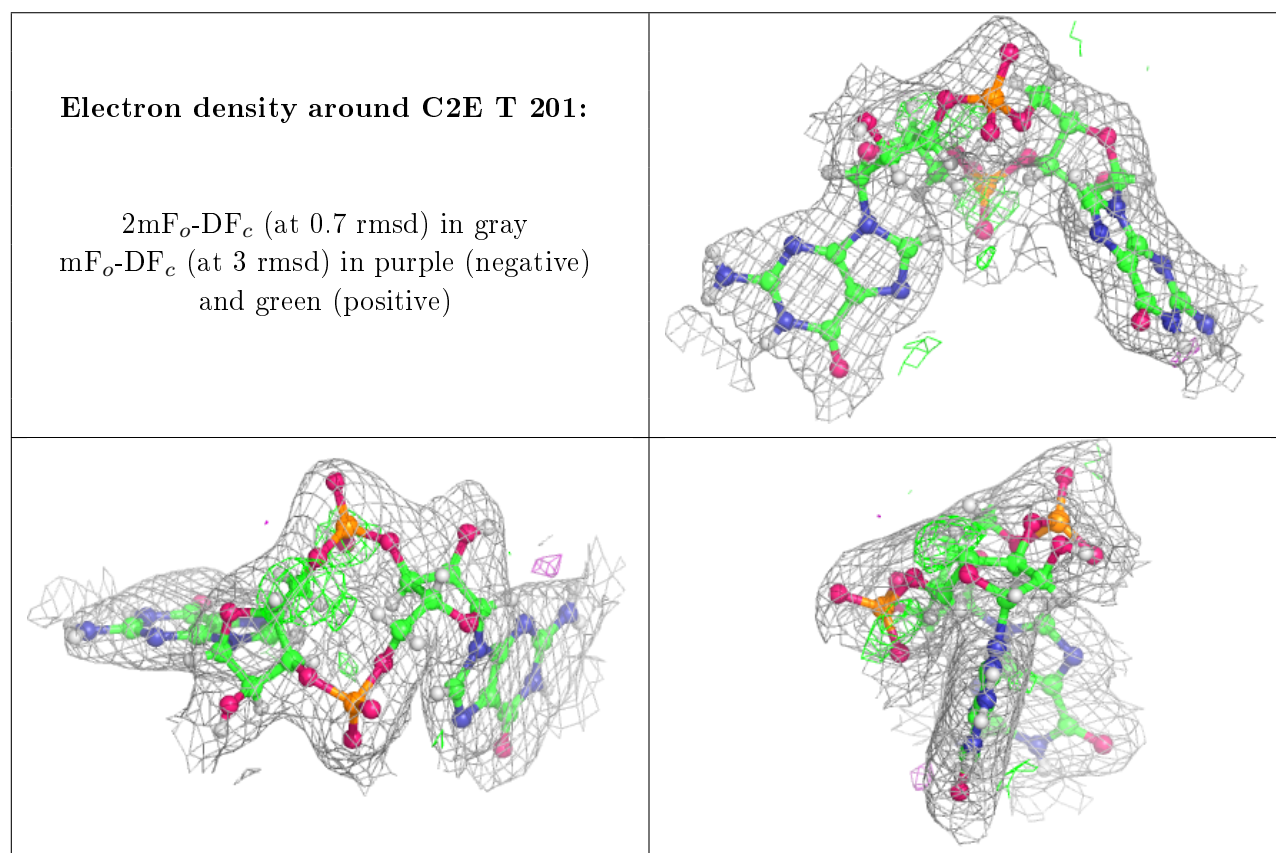 Electron density around C2E T 201:
2mFo-DFc (at 0.7 rmsd) in gray
mFo-DFc (at 3 rmsd) in purple (negative)
and green (positive)